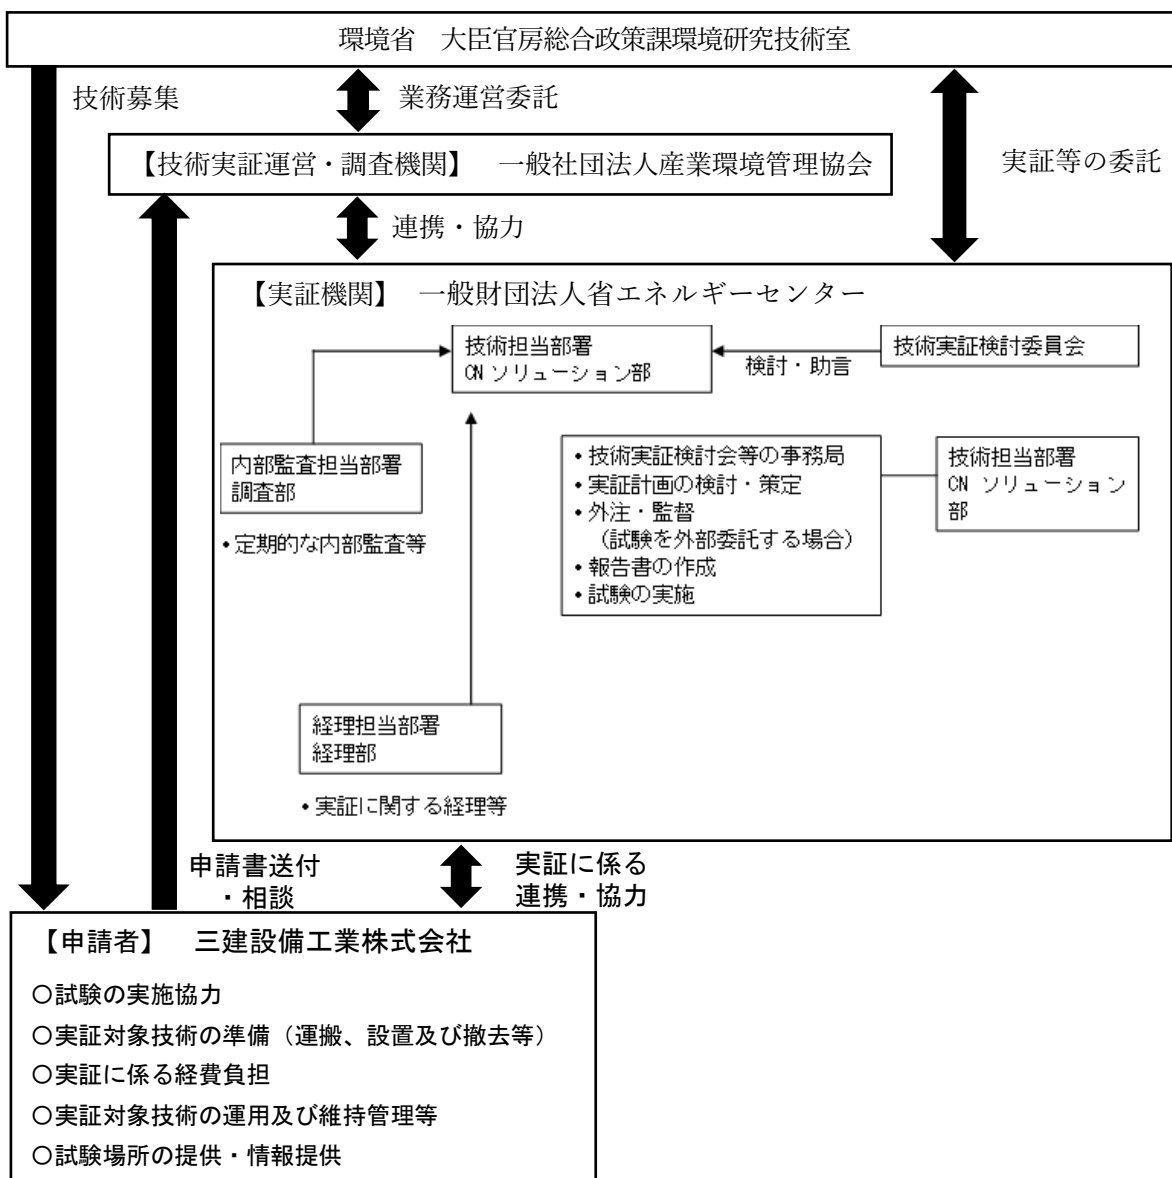 環境省　大臣官房総合政策課環境研究技術室
技術募集
業務運営委託
【技術実証運営・調査機関】　一般社団法人産業環境管理協会
実証等の委託
連携・協力
【実証機関】　一般財団法人省エネルギーセンター
技術担当部署
CN ソリューション部
検討・助言
技術実証検討委員会
内部監査担当部署
調査部
・定期的な内部監査等
・技術実証検討会等の事務局
・実証計画の検討・策定
・外注・監督
（試験を外部委託する場合）
・報告書の作成
・試験の実施
技術担当部署
CN ソリューション
部
経理担当部署
経理部
・実証に関する経理等
申請書送付
・相談
実証に係る
連携・協力
【申請者】　三建設備工業株式会社
○試験の実施協力
○実証対象技術の準備（運搬、設置及び撤去等）
○実証に係る経費負担
○実証対象技術の運用及び維持管理等
○試験場所の提供・情報提供